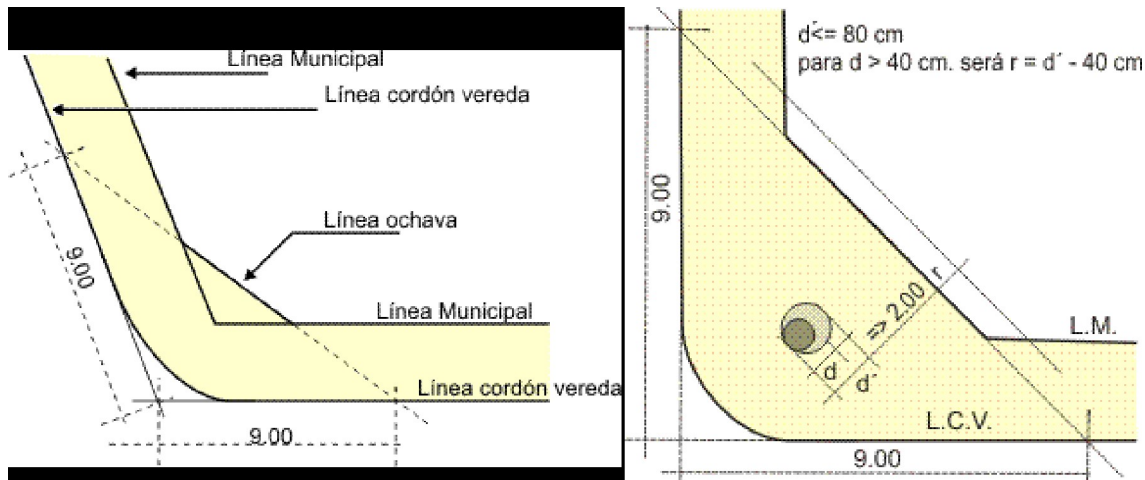 Línea Municipal
Línea cordón vereda
9.00
Línea ochava
Línea Municipal
Línea cordón vereda
9.00
d´<= 80 cm
para d > 40 cm. será r = d´ - 40 cm
9.00
r
=> 2.00
d
d´
L.M.
L.C.V.
9.00